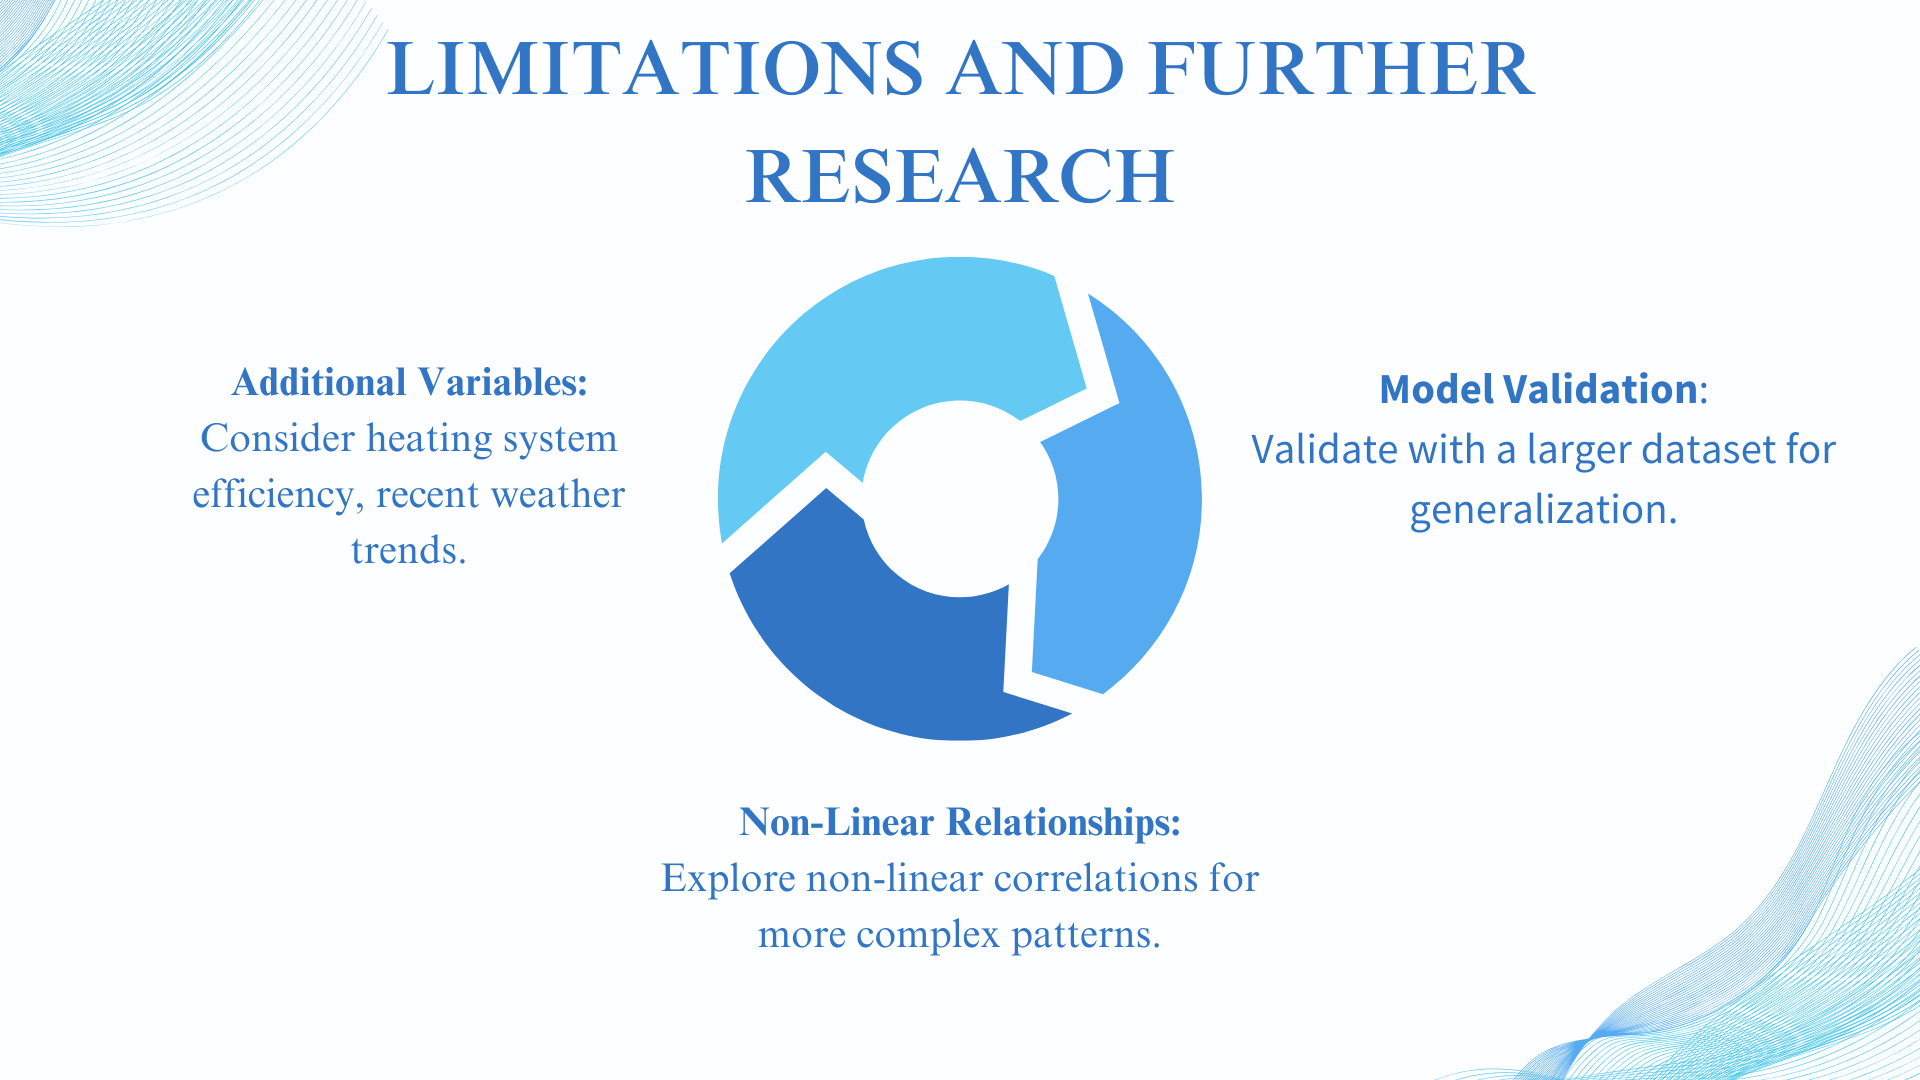 LIMITATIONS AND FURTHER
RESEARCH
Additional Variables:
Consider heating system
efficiency, recent weather
trends.
Model Validation:
Validate with a larger dataset for
generalization.
Non-Linear Relationships:
Explore non-linear correlations for
more complex patterns.